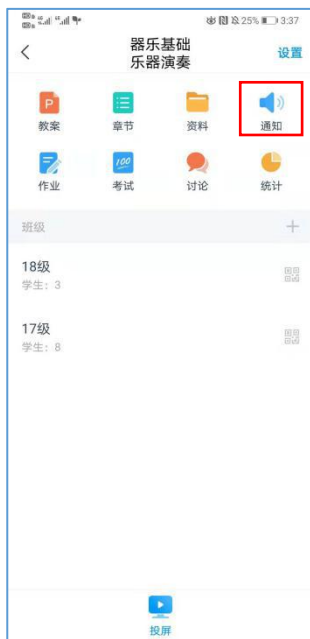 25% 3:37
器乐基础
乐器演奏
设置
P
教案 章节 资料 通知
100
作业 考试 讨论 统计
班级
18级
学生：3
17级
学生：8
投屏